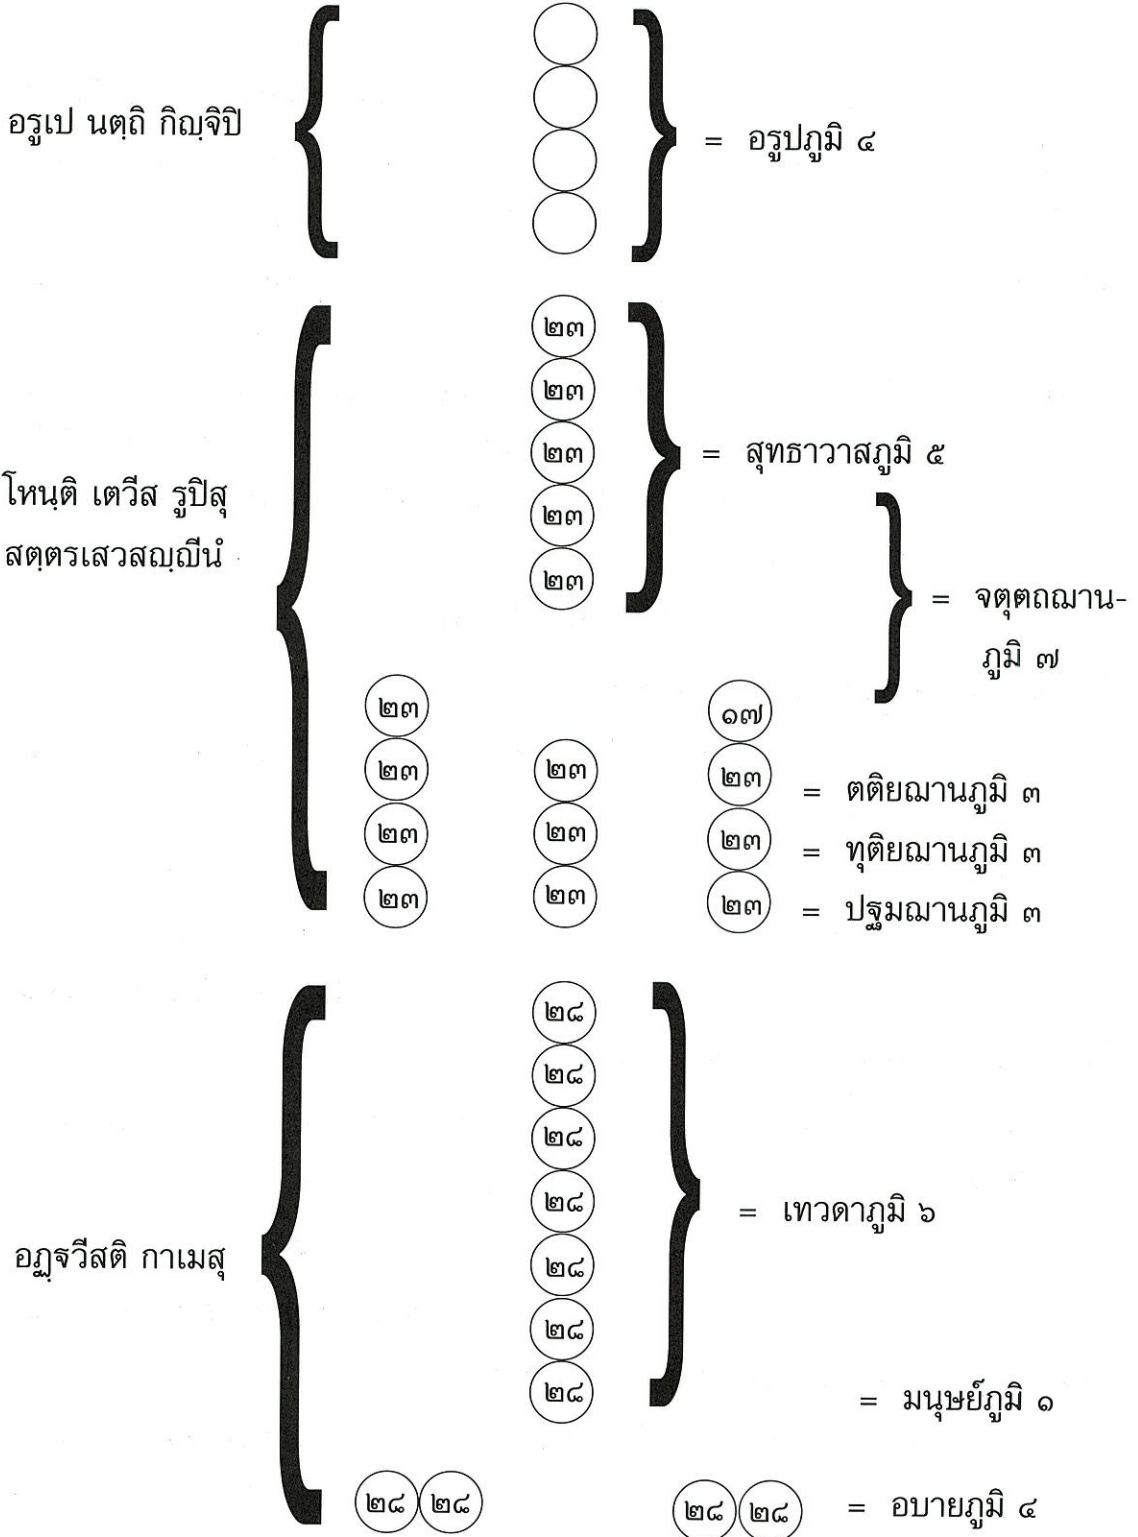 อรูเป นตฺถิ กิญฺจิปิ
= อรูปภูมิ ๔
๒๓
๒๓
๒๓
๒๓
๒๓
= สุทธาวาสภูมิ ๕
โหนฺติ เตวีส รูปิสุ
สตฺตรเสวสญฺญีนํ
= จตุตถฌาน-
ภูมิ ๗
๒๓ ๑๗
๒๓ ๒๓ ๒๓ = ตติยฌานภูมิ ๓
๒๓ ๒๓ ๒๓ = ทุติยฌานภูมิ ๓
๒๓ ๒๓ ๒๓ = ปฐมฌานภูมิ ๓
๒๘
๒๘
๒๘
๒๘
= เทวดาภูมิ ๖
อฏฺฐวีสติ กาเมสุ
๒๘
๒๘
๒๘ = มนุษย์ภูมิ ๑
๒๘ ๒๘ ๒๘ ๒๘ = อบายภูมิ ๔